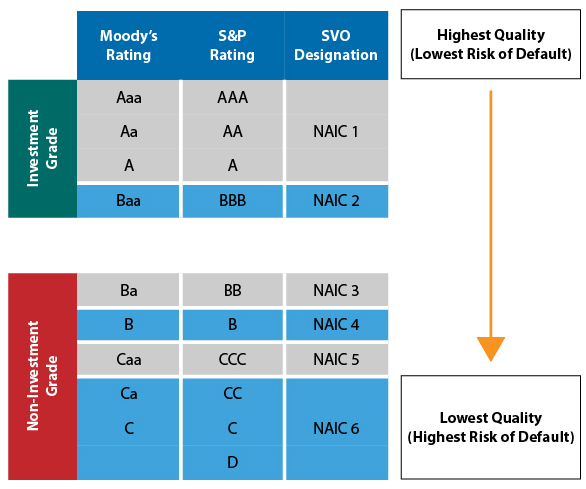 Moody's Rating
S&P Rating
SVO Designation
Highest Quality
(Lowest Risk of Default)
Investment Grade
Aaa AAA
Aa AA NAIC 1
A A
Baa BBB NAIC 2
Non-Investment Grade
Ba BB NAIC 3
B B NAIC 4
Caa CCC NAIC 5
Ca CC
C C NAIC 6
D
Lowest Quality
(Highest Risk of Default)